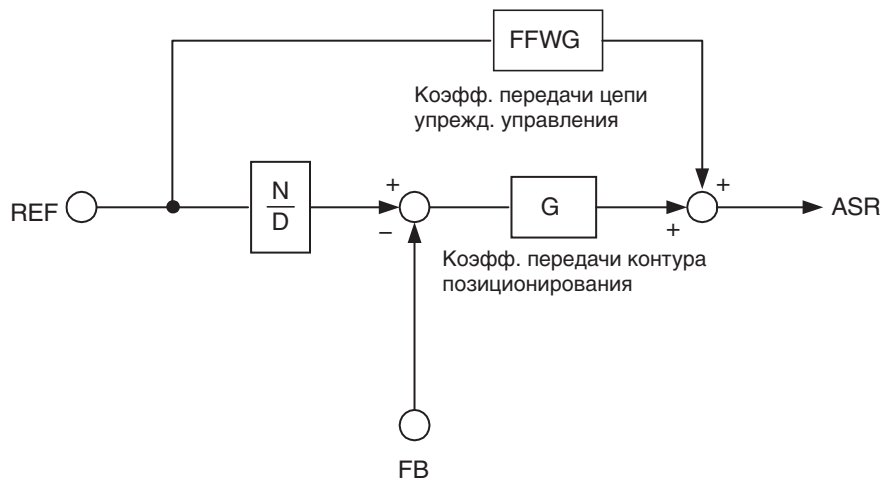 FFWG
Коэфф. передачи цепи
упрежд. управления
+
REF
N
D
+
–
G
+
ASR
Коэфф. передачи контура
позиционирования
FB